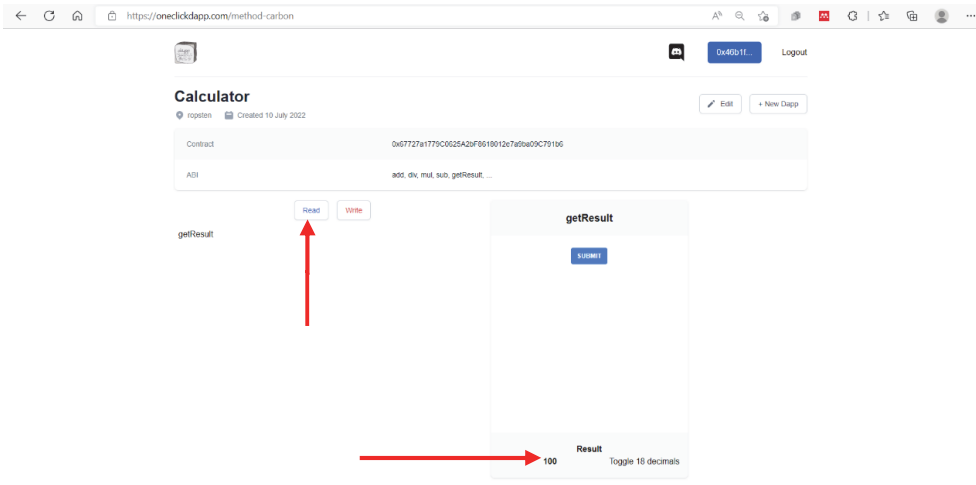 https://oneclickdapp.com/method-carbon
0x46b1f... Logout
Calculator
ropsten Created 10 July 2022
Edit + New Dapp
Contract 0x67727a1779C0625A2bF8618012e7a9ba09C791b6
ABI add, div, mul, sub, getResult, ...
Read Write
getResult
getResult
SUBMIT
Result
100 Toggle 18 decimals